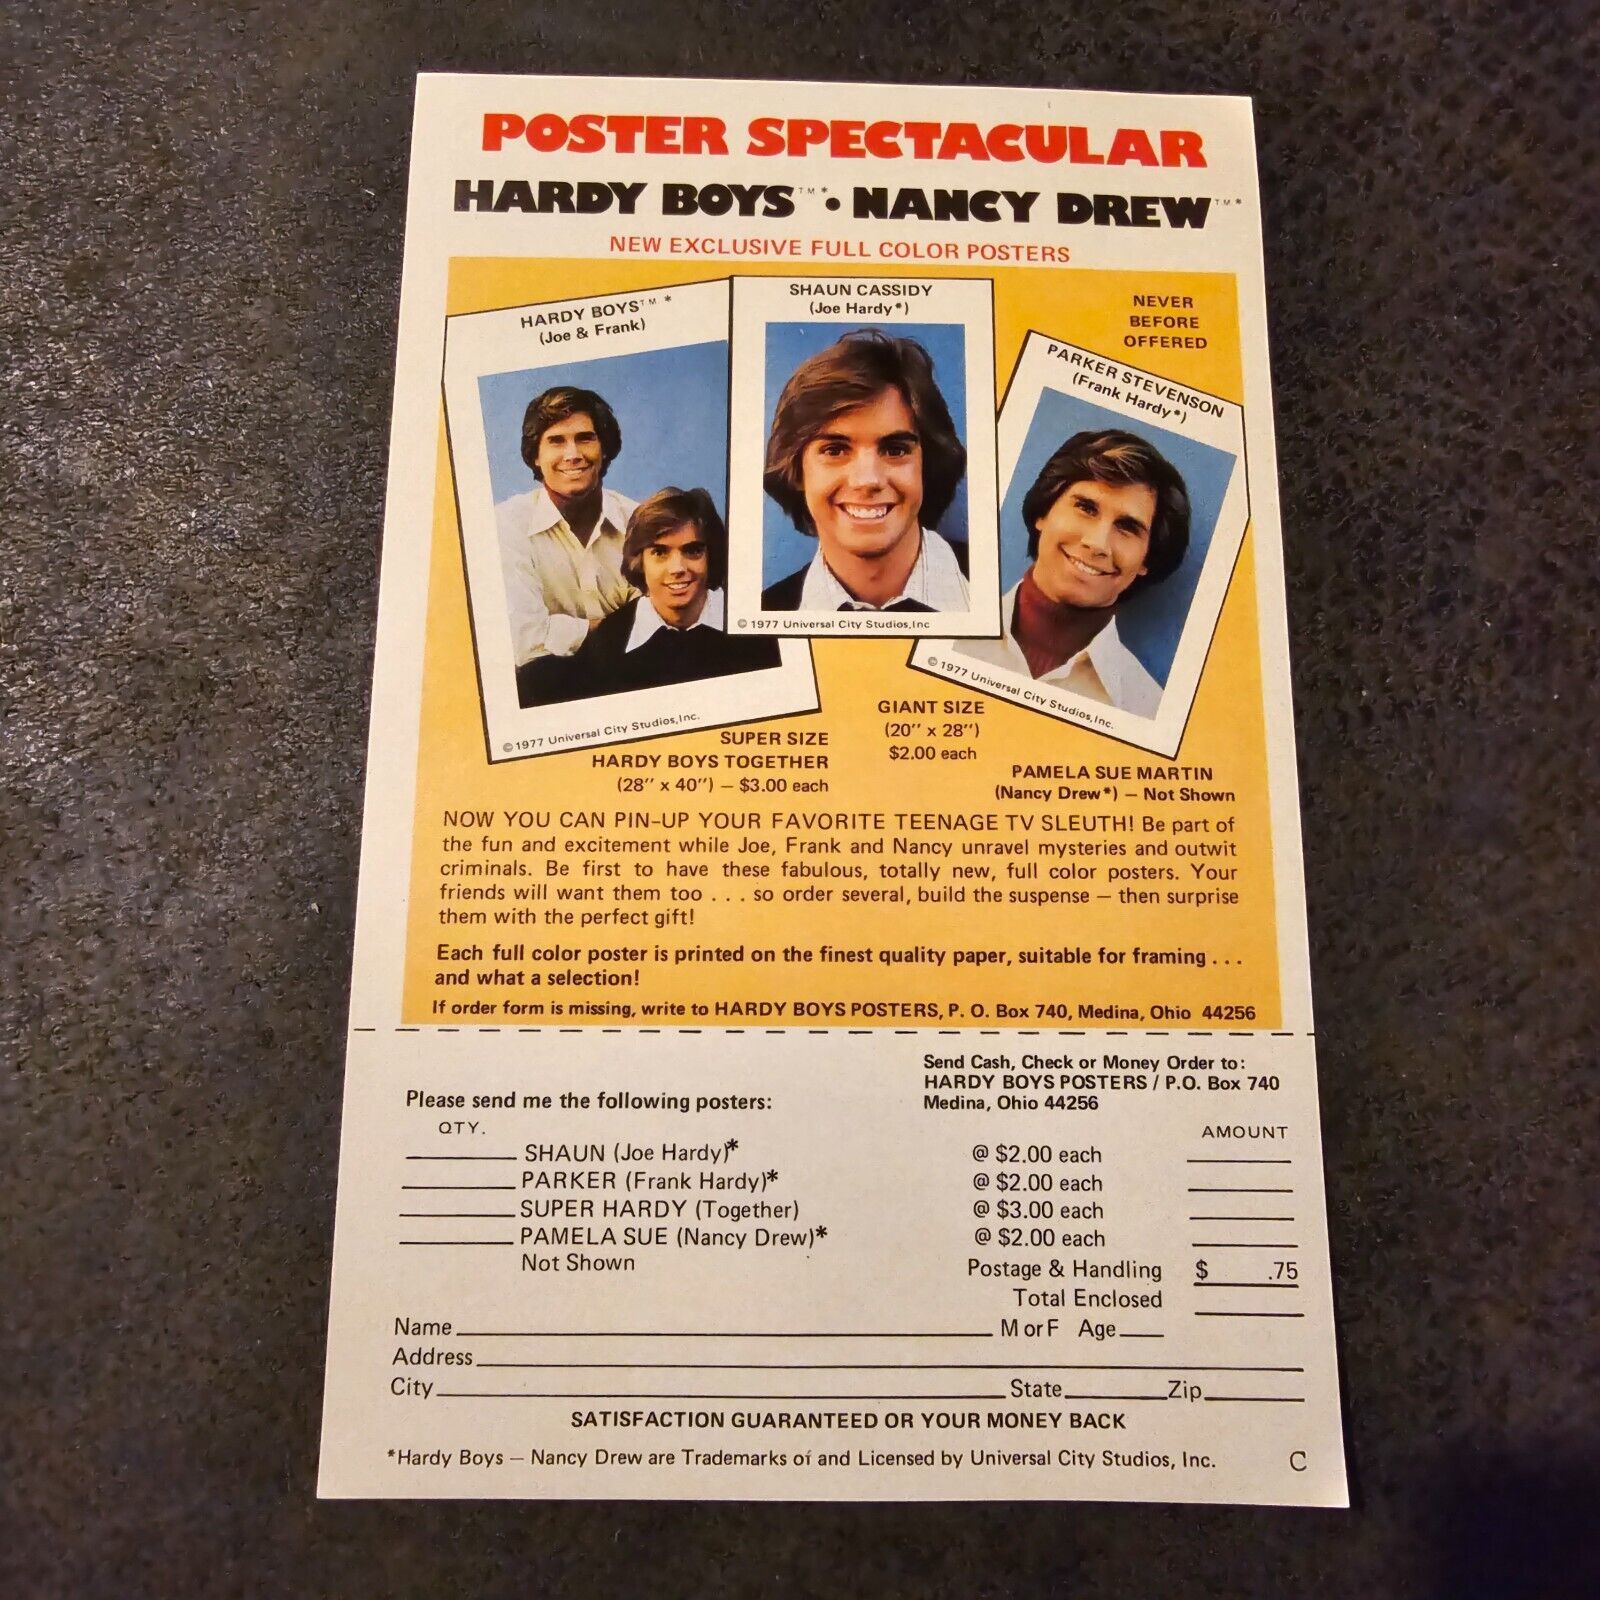 POSTER SPECTACULAR
HARDY BOYS™* • NANCY DREW™*
NEW EXCLUSIVE FULL COLOR POSTERS
HARDY BOYS™*
(Joe & Frank)
©1977 Universal City Studios,Inc.
SHAUN CASSIDY
(Joe Hardy*)
©1977 Universal City Studios,Inc
NEVER
BEFORE
OFFERED
PARKER STEVENSON
(Frank Hardy*)
©1977 Universal City Studios,Inc.
SUPER SIZE
HARDY BOYS TOGETHER
(28" x 40") — $3.00 each
GIANT SIZE
(20" x 28")
$2.00 each
PAMELA SUE MARTIN
(Nancy Drew*) — Not Shown
NOW YOU CAN PIN-UP YOUR FAVORITE TEENAGE TV SLEUTH! Be part of
the fun and excitement while Joe, Frank and Nancy unravel mysteries and outwit
criminals. Be first to have these fabulous, totally new, full color posters. Your
friends will want them too . . . so order several, build the suspense — then surprise
them with the perfect gift!
Each full color poster is printed on the finest quality paper, suitable for framing . . .
and what a selection!
If order form is missing, write to HARDY BOYS POSTERS, P. O. Box 740, Medina, Ohio 44256
Send Cash, Check or Money Order to:
HARDY BOYS POSTERS / P.O. Box 740
Medina, Ohio 44256
Please send me the following posters:
QTY. AMOUNT
SHAUN (Joe Hardy)* @ $2.00 each
PARKER (Frank Hardy)* @ $2.00 each
SUPER HARDY (Together) @ $3.00 each
PAMELA SUE (Nancy Drew)* @ $2.00 each
Not Shown
Postage & Handling $ .75
Total Enclosed
Name M or F Age
Address
City State Zip
SATISFACTION GUARANTEED OR YOUR MONEY BACK
*Hardy Boys — Nancy Drew are Trademarks of and Licensed by Universal City Studios, Inc. C